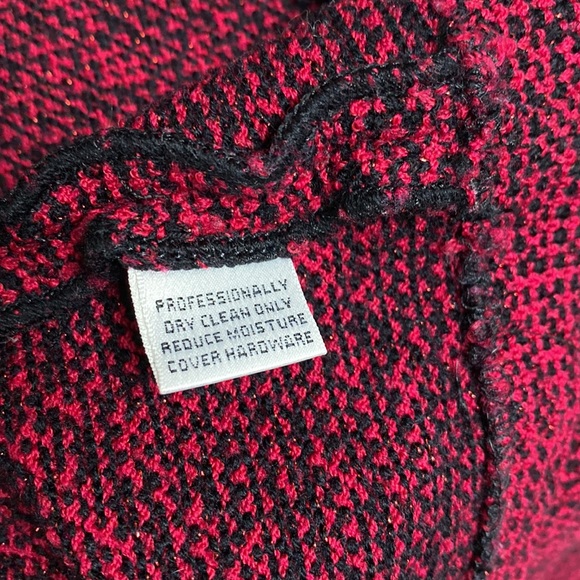 PROFESSIONALLY
DRY CLEAN ONLY
REDUCE MOISTURE
COVER HARDWARE